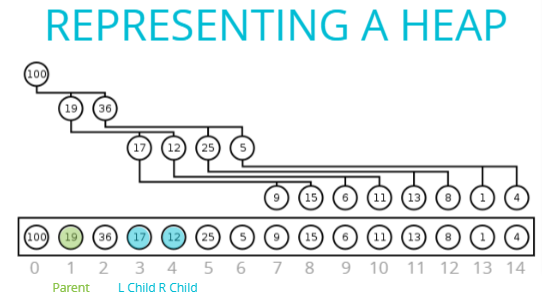 REPRESENTING A HEAP
100
19 36
17 12 25 5
9 15 6 11 13 8 1 4
100 19 36 17 12 25 5 9 15 6 11 13 8 1 4
0 1 2 3 4 5 6 7 8 9 10 11 12 13 14
Parent L Child R Child